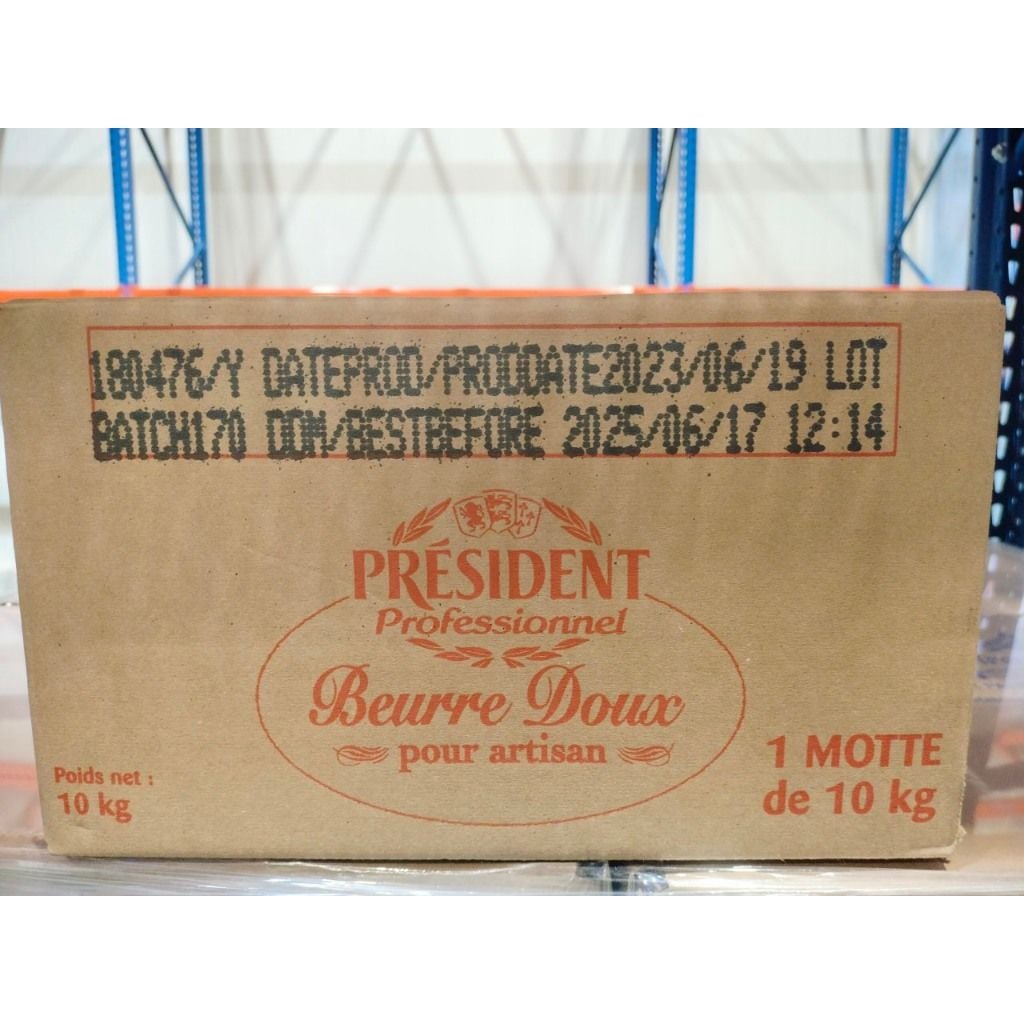 180476/Y DATEPROD/PRODDATE2023/06/19 LOT
BATCH170 DDM/BESTBEFORE 2025/06/17 12:14
PRÉSIDENT
Professionnel
Beurre Doux
pour artisan
Poids net :
10 kg
1 MOTTE
de 10 kg